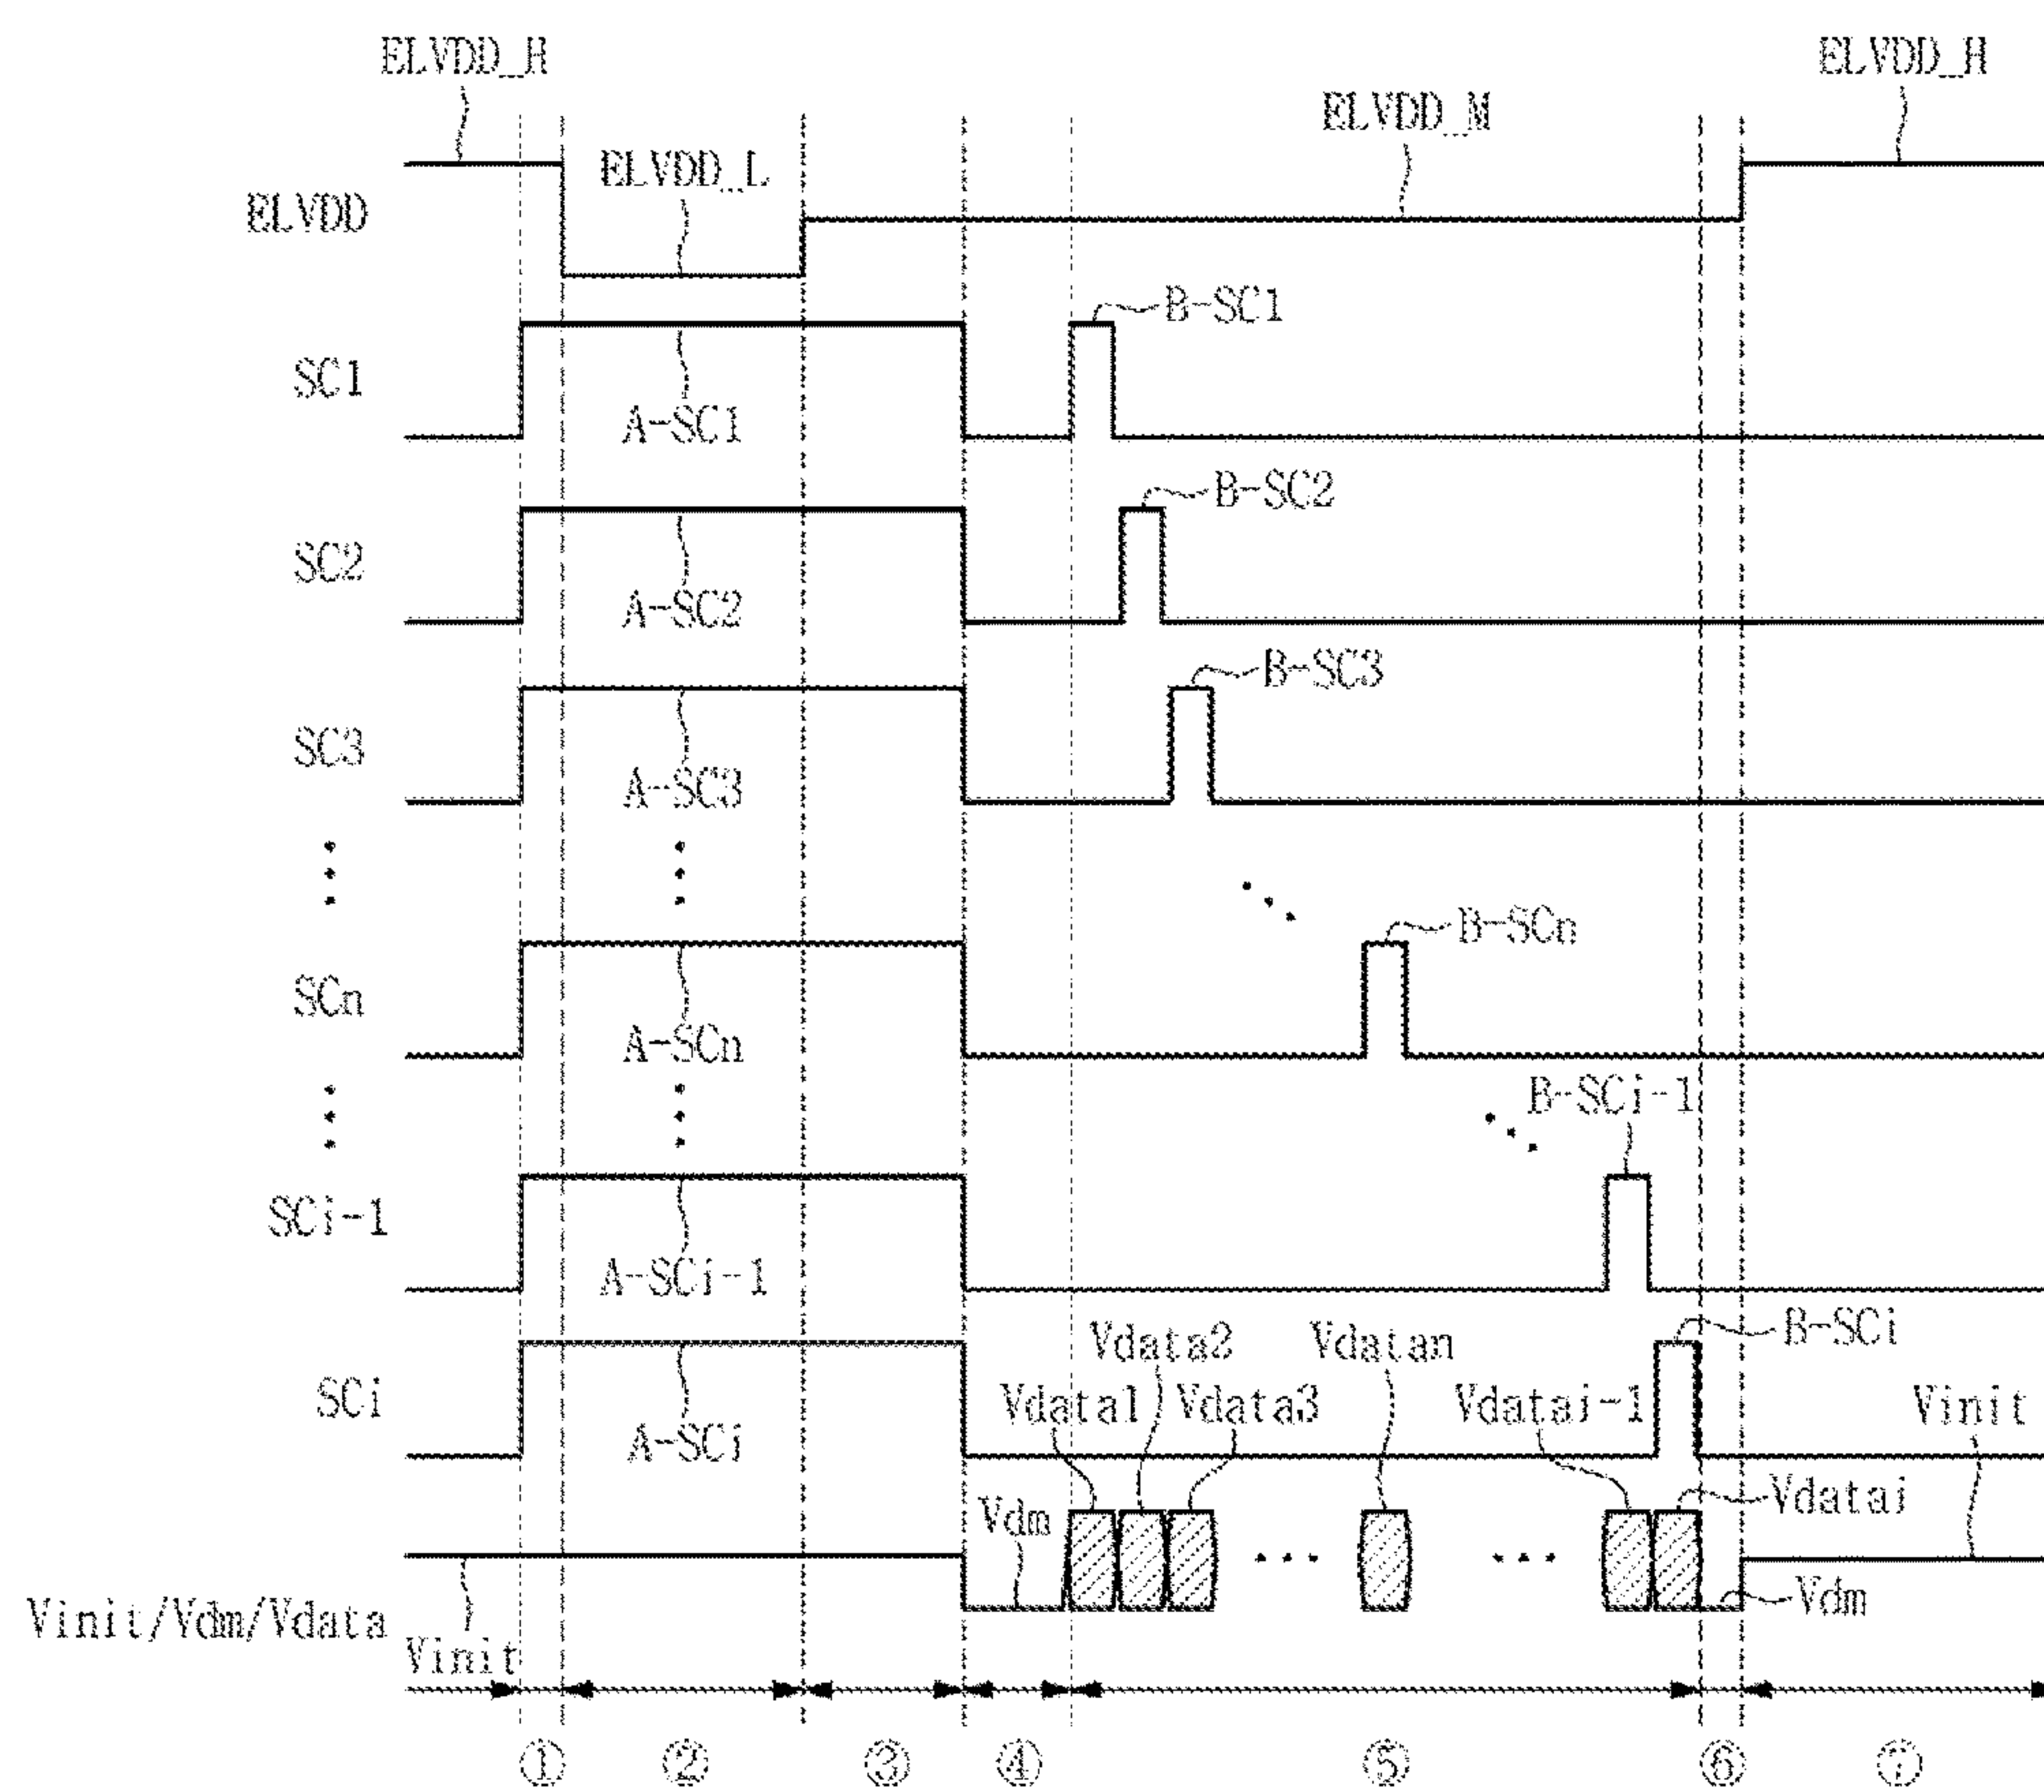 ELVDD_H
ELVDD_H
ELVDD_M
ELVDD_L
ELVDD
B-SC1
SC1
A-SC1
B-SC2
SC2
A-SC2
B-SC3
SC3
A-SC3
B-SCn
SCn
A-SCn
B-SCi-1
SCi-1
A-SCi-1
B-SCi
Vdata2
Vdatan
SCi
Vdata1
Vdata3
Vdatai-1
Vinit
A-SCi
Vdm
Vdatai
Vdm
Vinit/Vdm/Vdata
Vinit
① ② ③ ④ ⑤ ⑥ ⑦